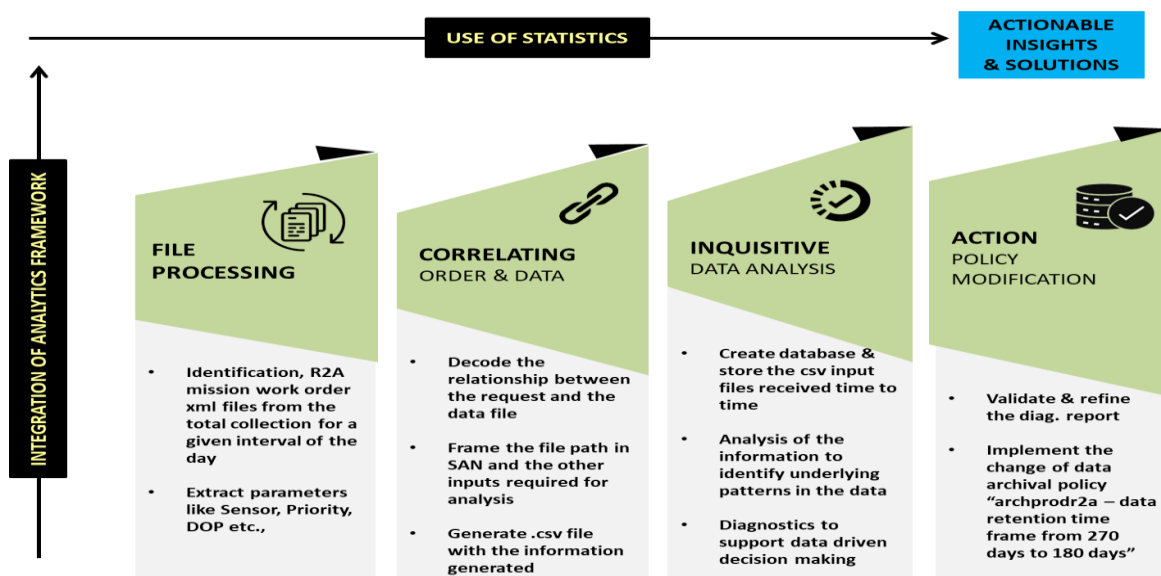 USE OF STATISTICS
ACTIONABLE
INSIGHTS
& SOLUTIONS
INTEGRATION OF ANALYTICS FRAMEWORK
FILE
PROCESSING
• Identification, R2A
mission work order
xml files from the
total collection for a
given interval of the
day
• Extract parameters
like Sensor, Priority,
DOP etc.,
CORRELATING
ORDER & DATA
• Decode the
relationship between
the request and the
data file
• Frame the file path in
SAN and the other
inputs required for
analysis
• Generate .csv file
with the information
generated
INQUISITIVE
DATA ANALYSIS
• Create database &
store the csv input
files received time to
time
• Analysis of the
information to
identify underlying
patterns in the data
• Diagnostics to
support data driven
decision making
ACTION
POLICY
MODIFICATION
• Validate & refine
the diag. report
• Implement the
change of data
archival policy
“archprodr2a – data
retention time
frame from 270
days to 180 days”